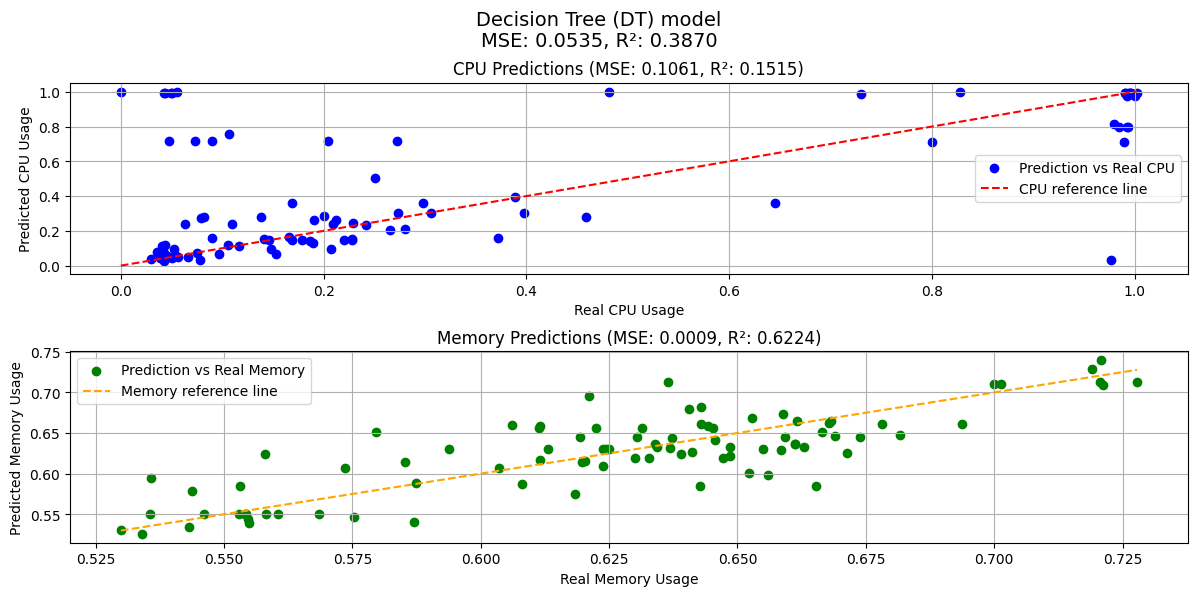 Decision Tree (DT) model
MSE: 0.0535, R²: 0.3870
CPU Predictions (MSE: 0.1061, R²: 0.1515)
Predicted CPU Usage
1.0
0.8
0.6
0.4
0.2
0.0
Prediction vs Real CPU
CPU reference line
0.0 0.2 0.4 0.6 0.8 1.0
Real CPU Usage
Memory Predictions (MSE: 0.0009, R²: 0.6224)
Predicted Memory Usage
0.75
0.70
0.65
0.60
0.55
Prediction vs Real Memory
Memory reference line
0.525 0.550 0.575 0.600 0.625 0.650 0.675 0.700 0.725
Real Memory Usage